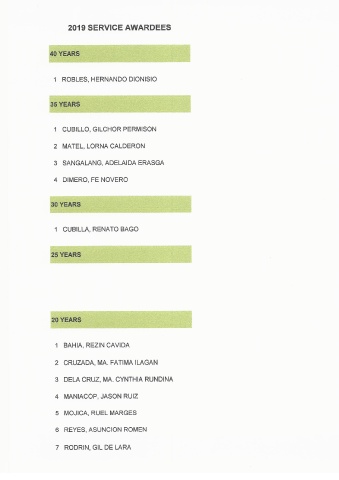 2019 SERVICE AWARDEES
40 YEARS
1 ROBLES, HERNANDO DIONISIO
35 YEARS
1 CUBILLO, GILCHOR PERMISON
2 MATEL, LORNA CALDERON
3 SANGALANG, ADELAIDA ERASGA
4 DIMERO, FE NOVERO
30 YEARS
1 CUBILLA, RENATO BAGO
25 YEARS
20 YEARS
1 BAHIA, REZIN CAVIDA
2 CRUZADA, MA. FATIMA ILAGAN
3 DELA CRUZ, MA. CYNTHIA RUNDINA
4 MANIACOP, JASON RUIZ
5 MOJICA, RUEL MARGES
6 REYES, ASUNCION ROMEN
7 RODRIN, GIL DE LARA